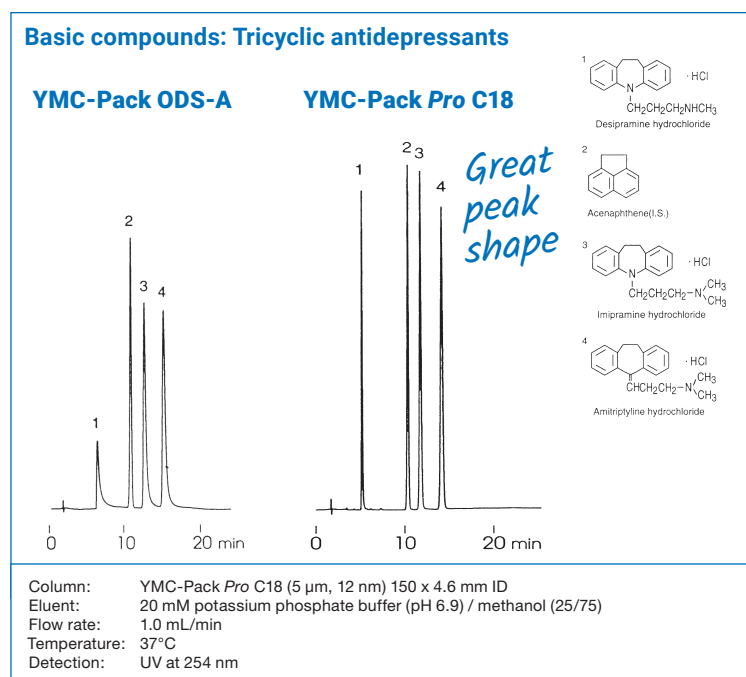 Basic compounds: Tricyclic antidepressants
YMC-Pack ODS-A
YMC-Pack Pro C18
Great
peak
shape
1
2
3
4
0
10
20 min
1
2
3
4
0
10
20 min
1
N
· HCl
CH2CH2CH2NHCH3
Desipramine hydrochloride
2
Acenaphthene(I.S.)
3
N
· HCl
CH2CH2CH2–N
CH3
CH3
Imipramine hydrochloride
4
· HCl
CHCH2CH2–N
CH3
CH3
Amitriptyline hydrochloride
Column: YMC-Pack Pro C18 (5 µm, 12 nm) 150 x 4.6 mm ID
Eluent: 20 mM potassium phosphate buffer (pH 6.9) / methanol (25/75)
Flow rate: 1.0 mL/min
Temperature: 37°C
Detection: UV at 254 nm